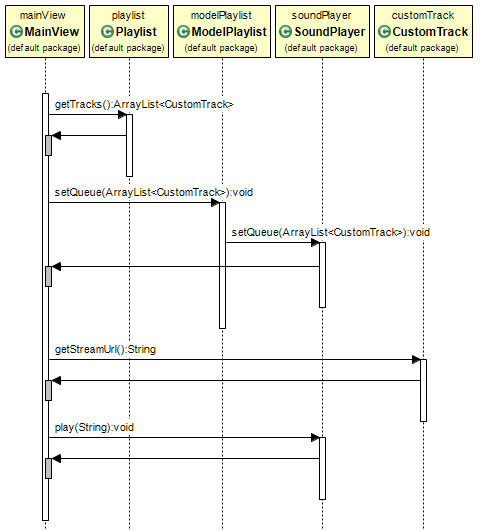 mainView
C MainView
(default package)
playlist
C Playlist
(default package)
modelPlaylist
C ModelPlaylist
(default package)
soundPlayer
C SoundPlayer
(default package)
customTrack
C CustomTrack
(default package)
getTracks():ArrayList<CustomTrack>
setQueue(ArrayList<CustomTrack>):void
setQueue(ArrayList<CustomTrack>):void
getStreamUrl():String
play(String):void